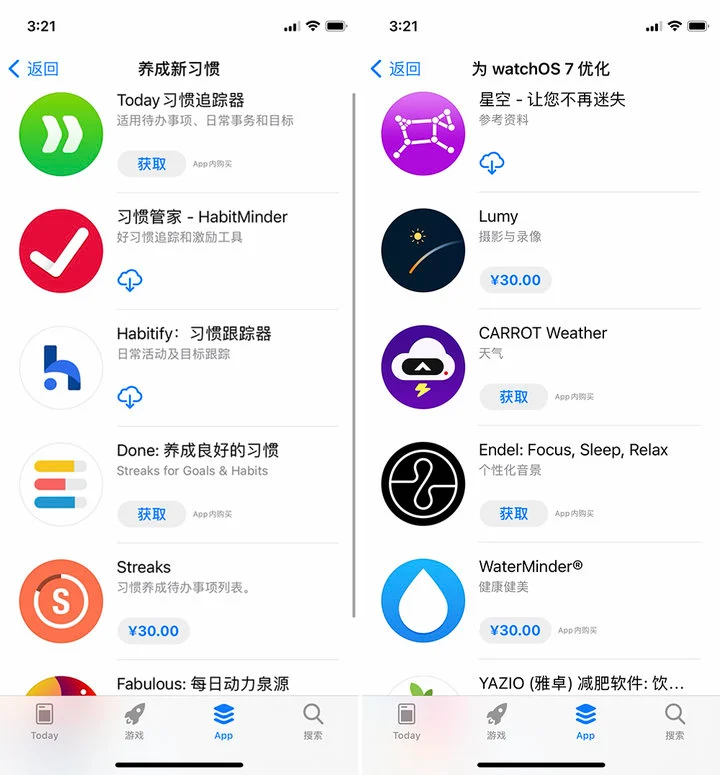 3:21
返回
养成新习惯
Today 习惯追踪器
适用待办事项、日常事务和目标
获取
App内购买
习惯管家 - HabitMinder
好习惯追踪和激励工具
Habitify：习惯跟踪器
日常活动及目标跟踪
Done: 养成良好的习惯
Streaks for Goals & Habits
获取
App内购买
S
Streaks
习惯养成待办事项列表。
¥30.00
Fabulous: 每日动力泉源
Today
游戏
App
搜索
3:21
返回
为 watchOS 7 优化
星空 - 让您不再迷失
参考资料
Lumy
摄影与录像
¥30.00
CARROT Weather
天气
获取
App内购买
Endel: Focus, Sleep, Relax
个性化音景
获取
App内购买
WaterMinder®
健康健美
¥30.00
App内购买
YAZIO (雅卓) 减肥软件: 饮...
Today
游戏
App
搜索